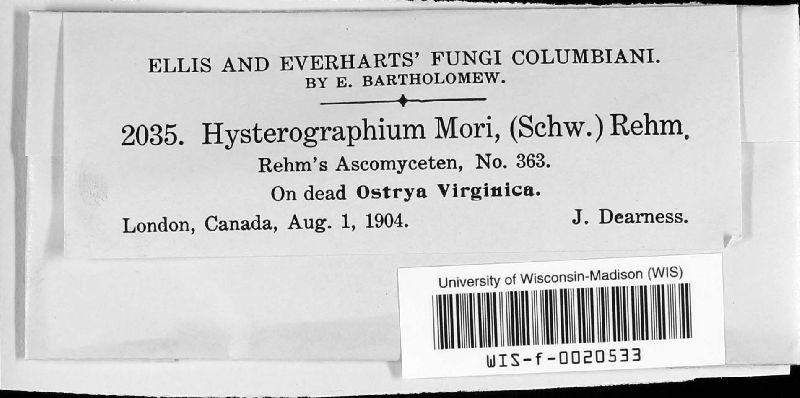 ELLIS AND EVERHARTS' FUNGI COLUMBIANI.
BY E. BARTHOLOMEW.
2035. Hysterographium Mori, (Schw.) Rehm.
Rehm's Ascomyceten, No. 363.
On dead Ostrya Virginica.
London, Canada, Aug. 1, 1904. J. Dearness.
University of Wisconsin-Madison (WIS)
WIS-f-0020533